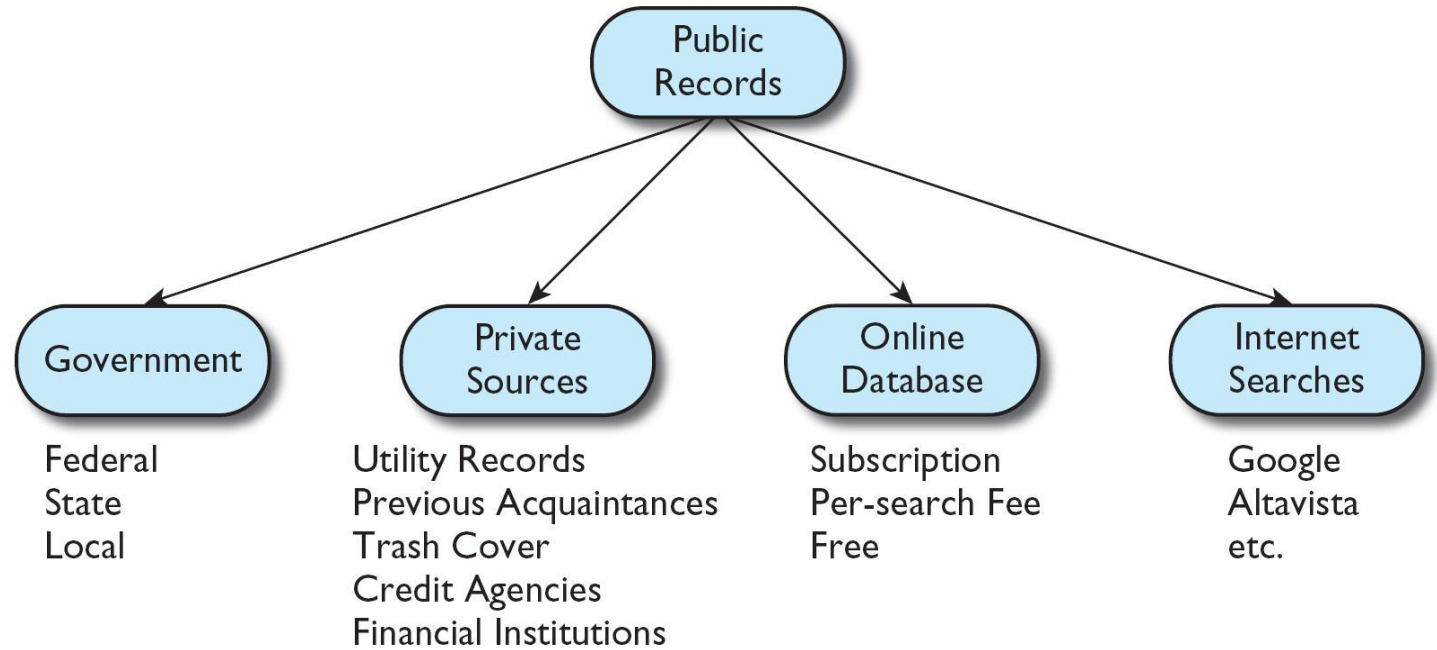 Public
Records
Government
Private
Sources
Online
Database
Internet
Searches
Federal
State
Local
Utility Records
Previous Acquaintances
Trash Cover
Credit Agencies
Financial Institutions
Subscription
Per-search Fee
Free
Google
Altavista
etc.